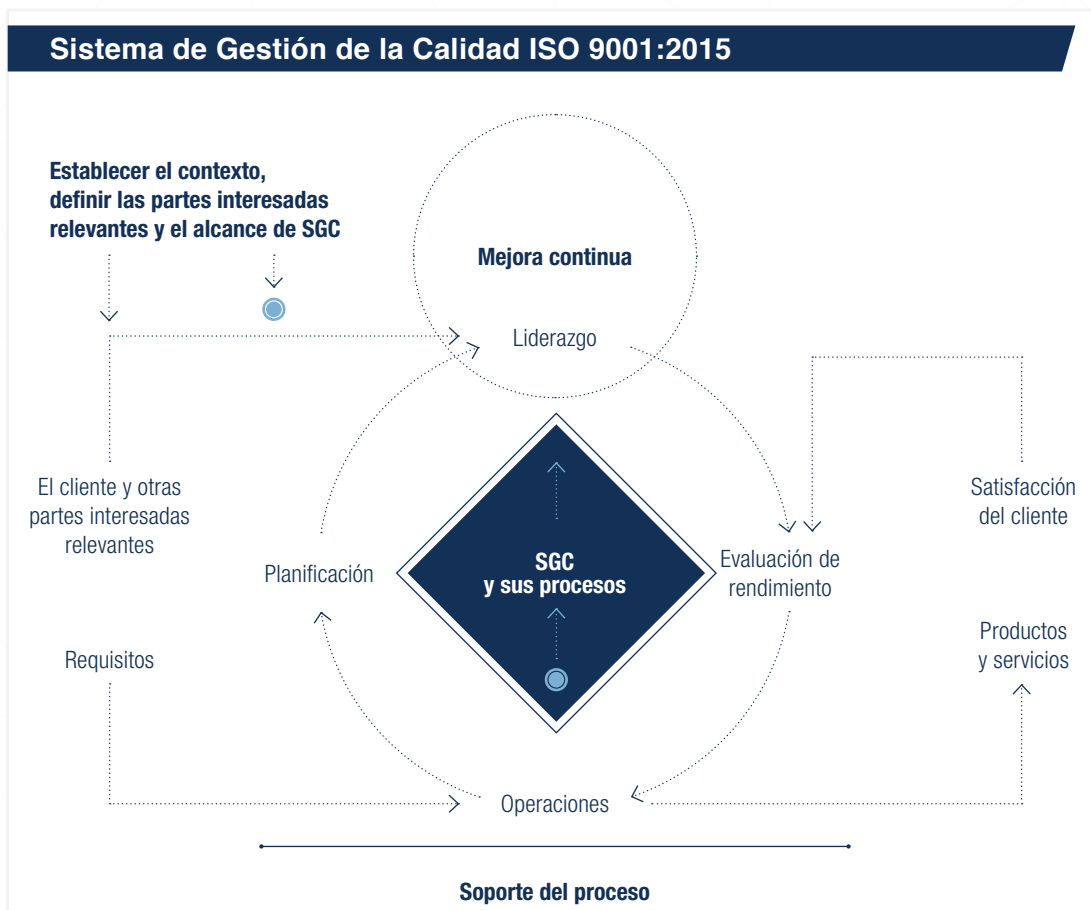 Sistema de Gestión de la Calidad ISO 9001:2015
Establecer el contexto,
definir las partes interesadas
relevantes y el alcance de SGC
Mejora continua
Liderazgo
El cliente y otras
partes interesadas
relevantes
Satisfacción
del cliente
Planificación
SGC
y sus procesos
Evaluación de
rendimiento
Requisitos
Productos
y servicios
Operaciones
Soporte del proceso